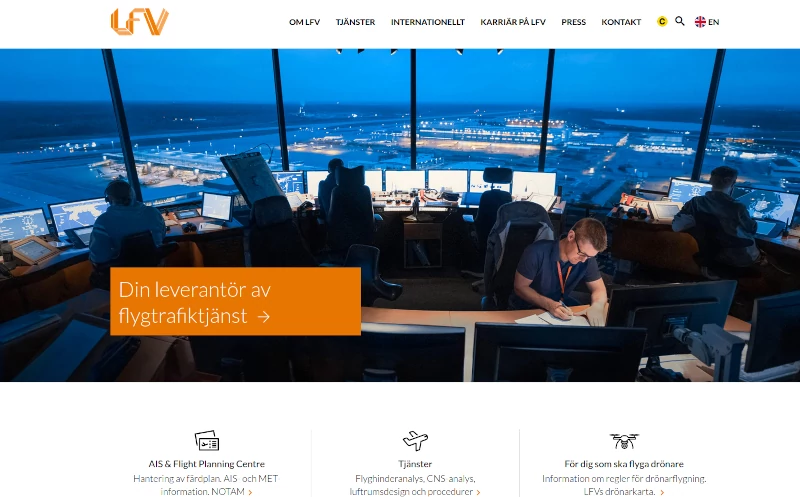 LFV
OM LFV TJÄNSTER INTERNATIONELLT KARRIÄR PÅ LFV PRESS KONTAKT C EN
Din leverantör av
flygtrafiktjänst →
AIS & Flight Planning Centre
Hantering av färdplan. AIS- och MET
information. NOTAM >
Tjänster
Flyghinderanalys, CNS-analys,
luftrumsdesign och procedurer >
För dig som ska flyga drönare
Information om regler för drönarflygning.
LFVs drönarkarta. >